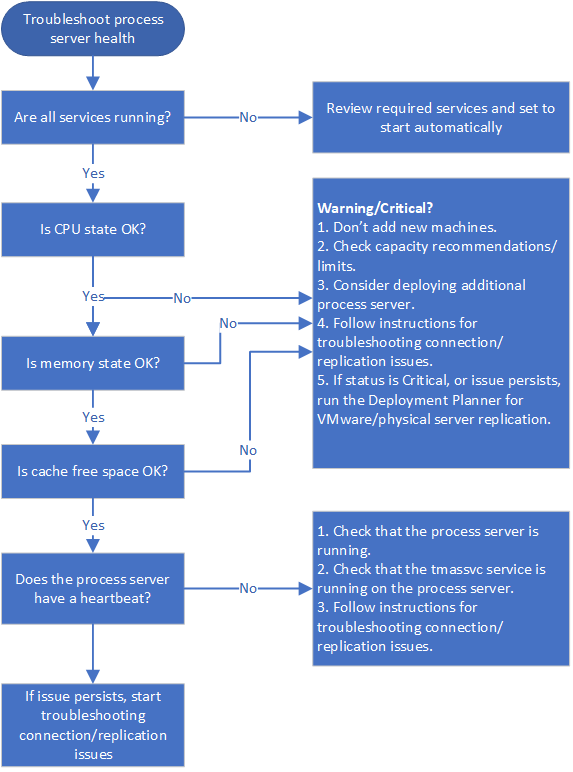 Troubleshoot process
server health
Are all services running?
No
Review required services and set to
start automatically
Yes
Is CPU state OK?
Warning/Critical?
1. Don’t add new machines.
2. Check capacity recommendations/
limits.
3. Consider deploying additional
process server.
4. Follow instructions for
troubleshooting connection/
replication issues.
5. If status is Critical, or issue persists,
run the Deployment Planner for
VMware/physical server replication.
Yes
No
No
Is memory state OK?
Yes
No
Is cache free space OK?
Yes
Does the process server
have a heartbeat?
No
1. Check that the process server is
running.
2. Check that the tmassvc service is
running on the process server.
3. Follow instructions for
troubleshooting connection/
replication issues.
If issue persists, start
troubleshooting
connection/replication
issues